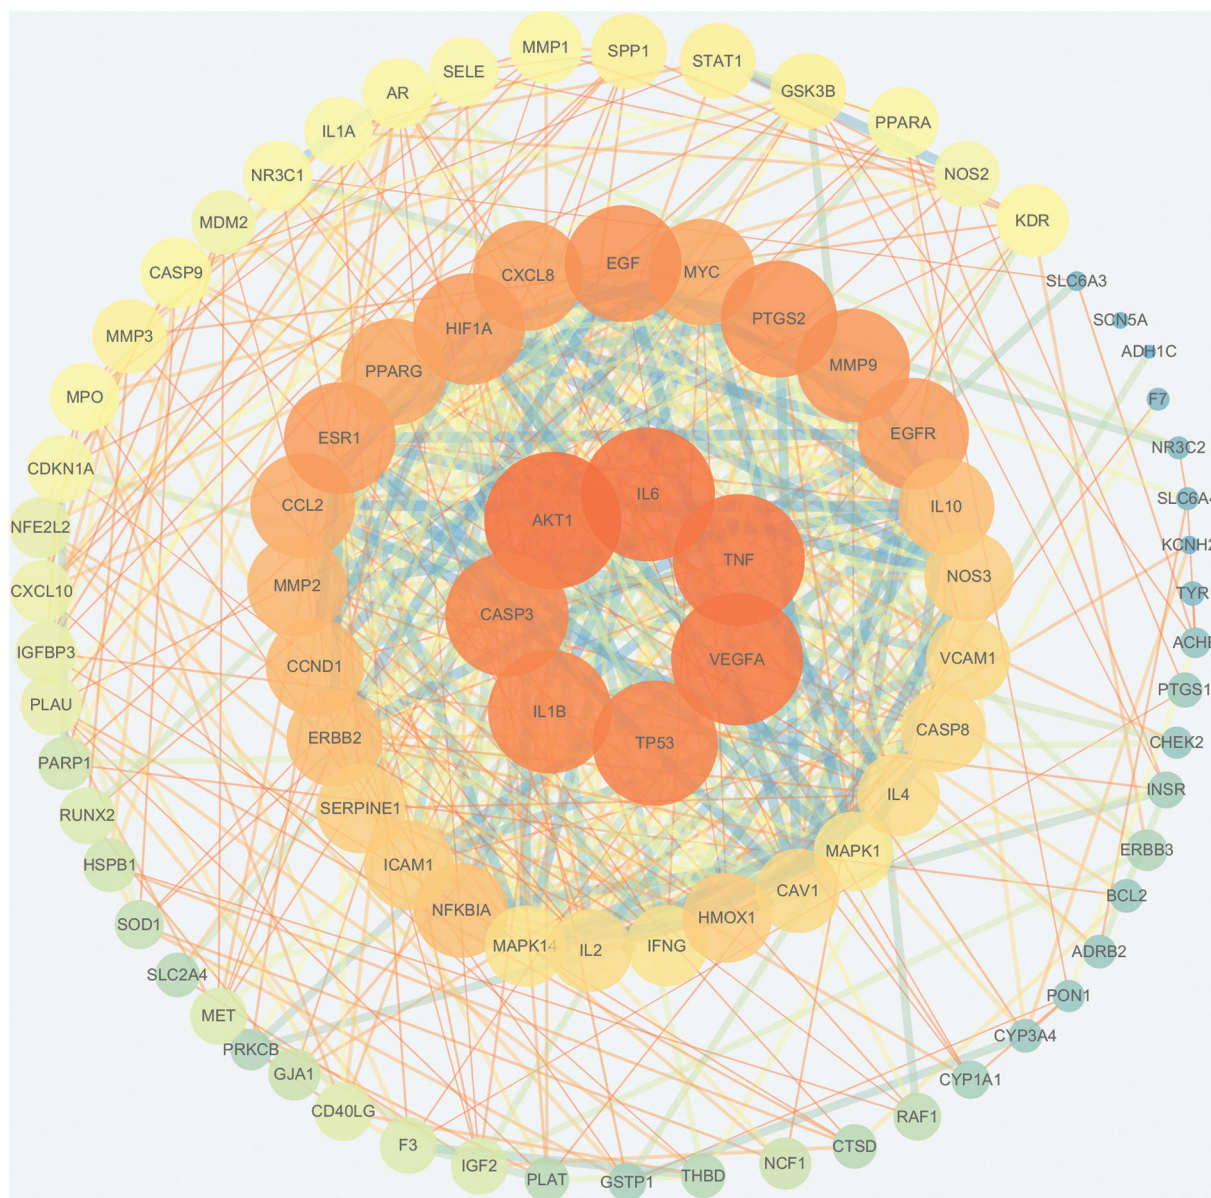 MMP1
SPP1
STAT1
SELE
GSK3B
AR
PPARA
IL1A
NR3C1
NOS2
MDM2
KDR
CASP9
EGF
MYC
CXCL8
SLC6A3
PTGS2
SCN5A
HIF1A
MMP3
ADH1C
MMP9
PPARG
MPO
F7
EGFR
ESR1
NR3C2
CDKN1A
IL6
SLC6A4
CCL2
IL10
AKT1
NFE2L2
KCNH2
TNF
NOS3
MMP2
CXCL10
TYR
CASP3
ACHE
IGFBP3
VCAM1
VEGFA
CCND1
PTGS1
PLAU
IL1B
CASP8
ERBB2
TP53
CHEK2
PARP1
INSR
IL4
SERPINE1
RUNX2
ERBB3
MAPK1
HSPB1
ICAM1
CAV1
BCL2
NFKBIA
HMOX1
SOD1
MAPK14
IFNG
IL2
ADRB2
SLC2A4
PON1
MET
CYP3A4
PRKCB
GJA1
CYP1A1
CD40LG
RAF1
F3
CTSD
NCF1
IGF2
THBD
PLAT
GSTP1